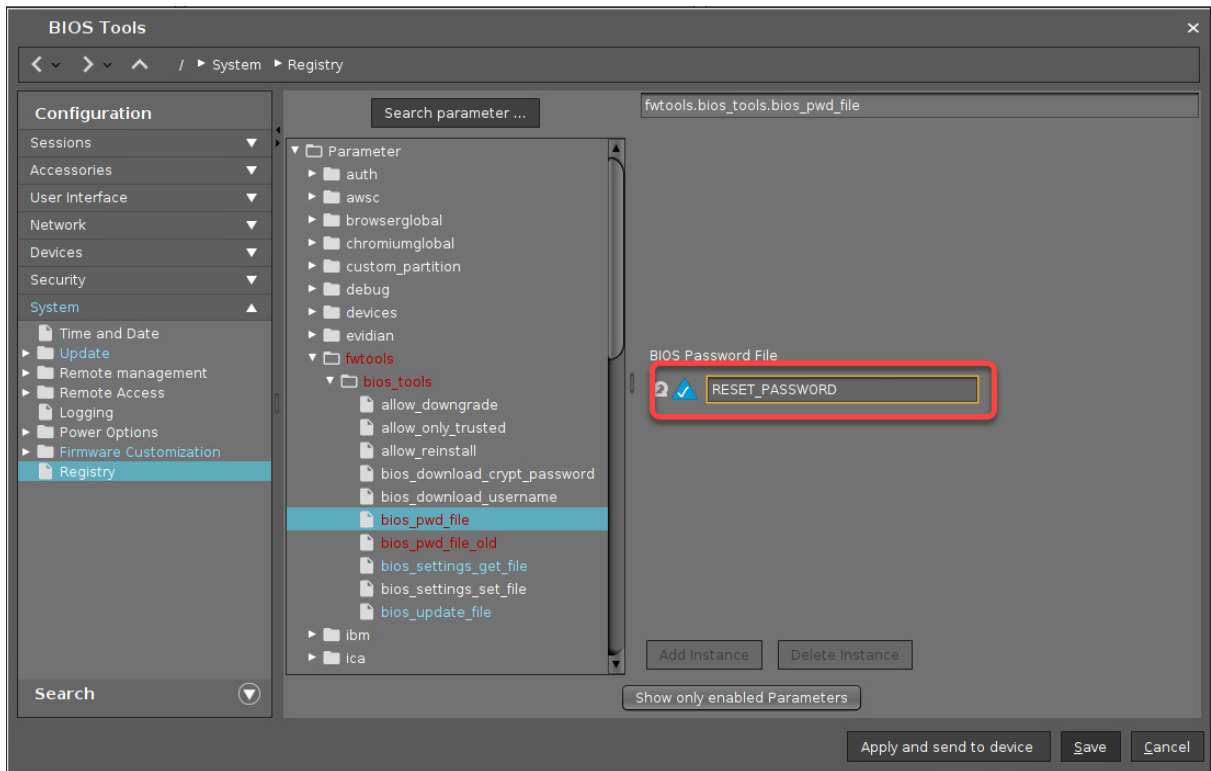 BIOS Tools
/ System Registry
Configuration
Sessions
Accessories
User Interface
Network
Devices
Security
System
Time and Date
Update
Remote management
Remote Access
Logging
Power Options
Firmware Customization
Registry
Search
Search parameter ...
Parameter
auth
awsc
browserglobal
chromiumglobal
custom_partition
debug
devices
evidian
fwtools
bios_tools
allow_downgrade
allow_only_trusted
allow_reinstall
bios_download_crypt_password
bios_download_username
bios_pwd_file
bios_pwd_file_old
bios_settings_get_file
bios_settings_set_file
bios_update_file
ibm
ica
fwtools.bios_tools.bios_pwd_file
BIOS Password File
RESET_PASSWORD
Add Instance Delete Instance
Show only enabled Parameters
Apply and send to device Save Cancel